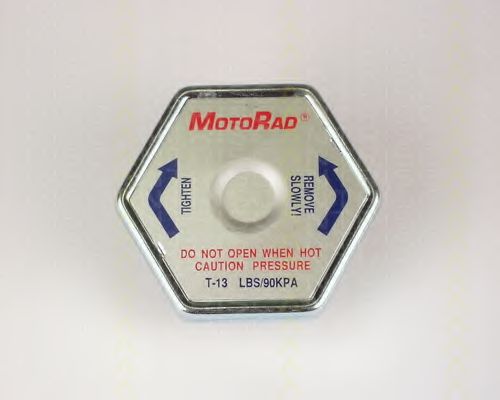 MOTORAD®
TIGHTEN
REMOVE
SLOWLY!
DO NOT OPEN WHEN HOT
CAUTION PRESSURE
T-13 LBS/90KPA